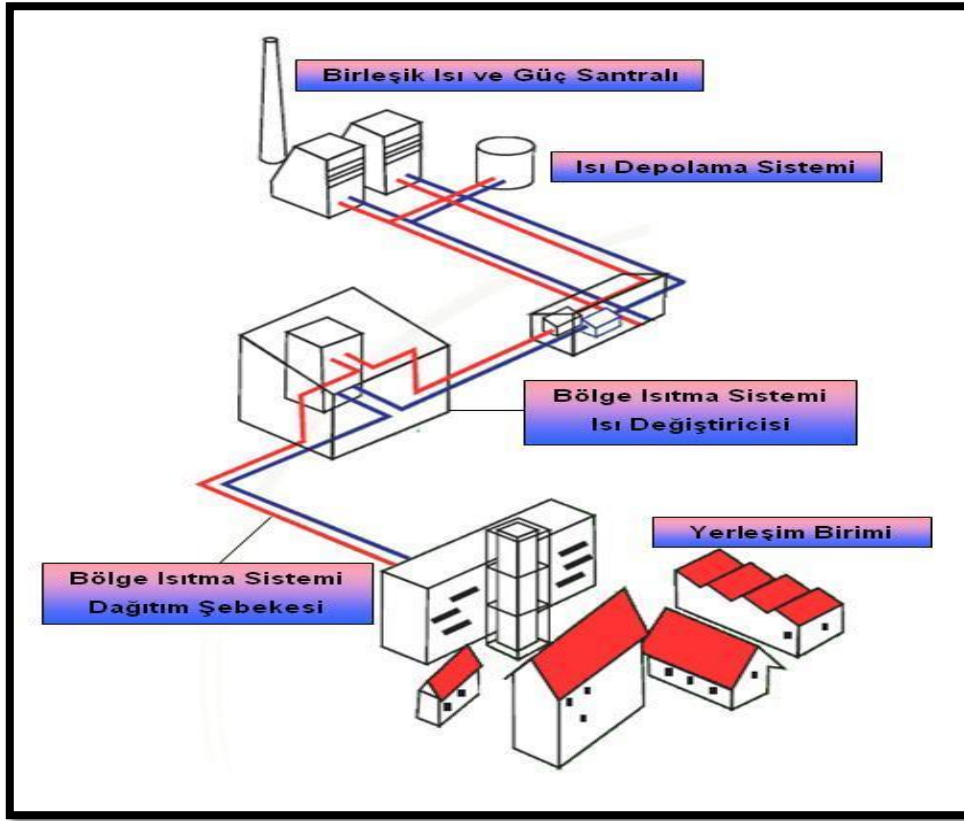 Birleşik Isı ve Güç Santralı
Isı Depolama Sistemi
Bölge Isıtma Sistemi
Isı Değiştiricisi
Yerleşim Birimi
Bölge Isıtma Sistemi
Dağıtım Şebekesi